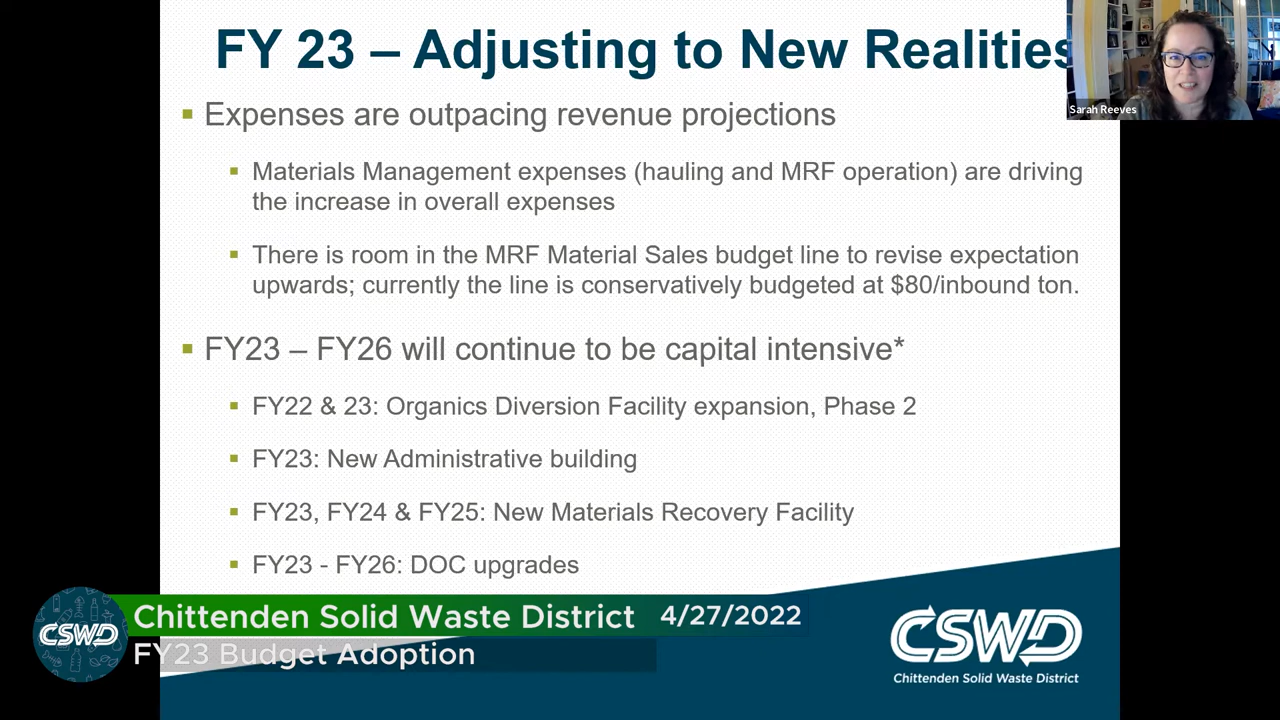 FY 23 – Adjusting to New Realities
Sarah Reeves
Expenses are outpacing revenue projections
Materials Management expenses (hauling and MRF operation) are driving
the increase in overall expenses
There is room in the MRF Material Sales budget line to revise expectation
upwards; currently the line is conservatively budgeted at $80/inbound ton.
FY23 – FY26 will continue to be capital intensive*
FY22 & 23: Organics Diversion Facility expansion, Phase 2
FY23: New Administrative building
FY23, FY24 & FY25: New Materials Recovery Facility
FY23 - FY26: DOC upgrades
CSWD
Chittenden Solid Waste District 4/27/2022
FY23 Budget Adoption
CSWD
Chittenden Solid Waste District